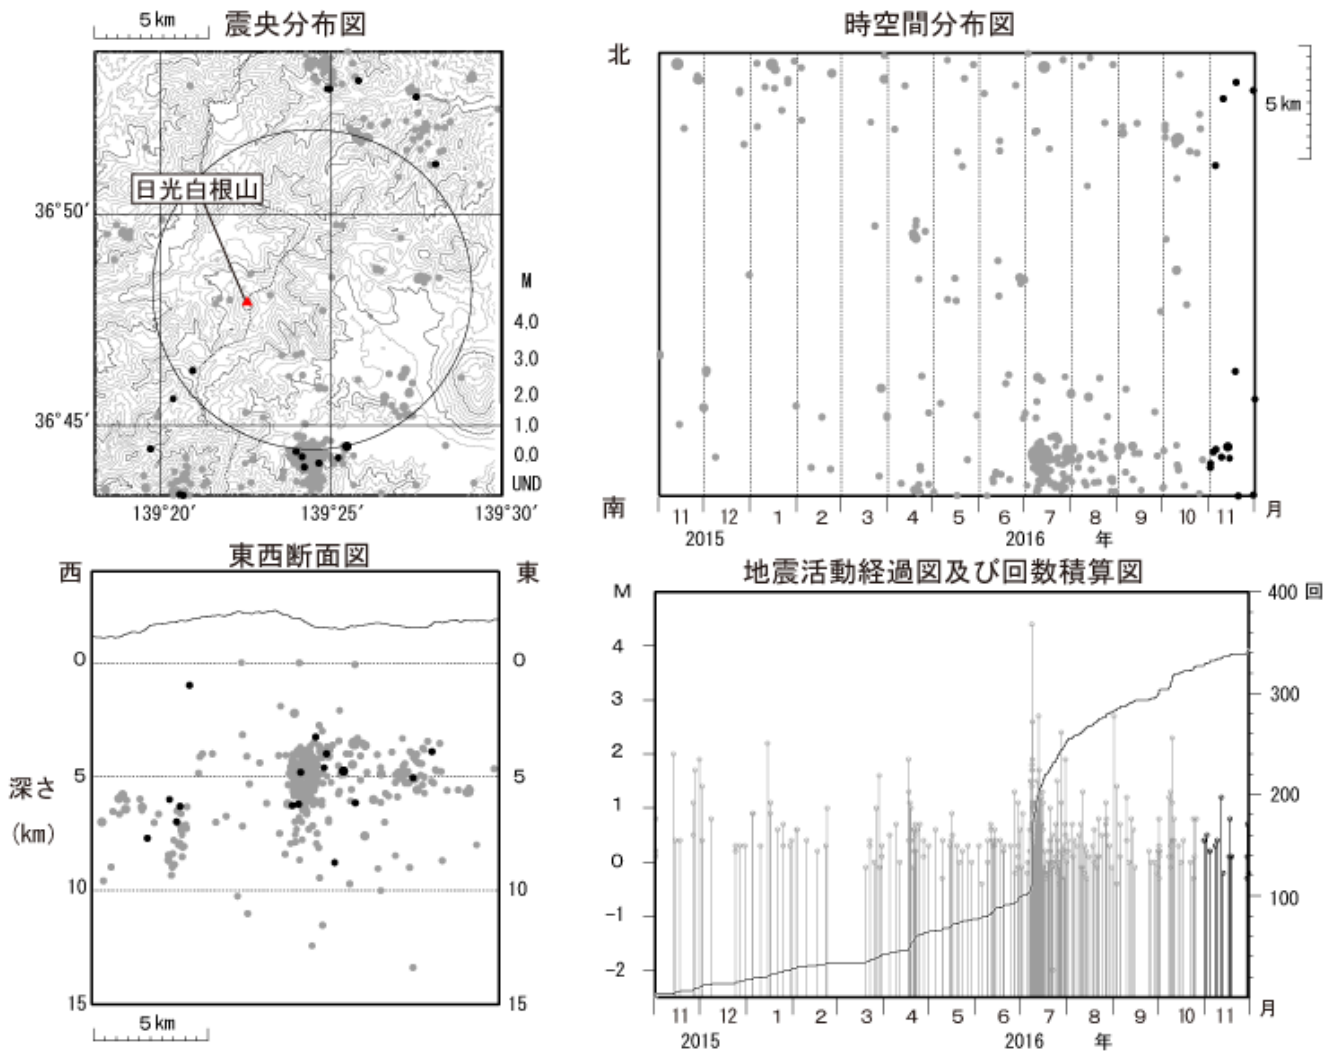 5km
震央分布図
日光白根山
36°50′
36°45′
139°20′
139°25′
139°30′
M
4.0
3.0
2.0
1.0
0.0
UND
時空間分布図
北
南
5km
11
12
1
2
3
4
5
6
7
8
9
10
11
月
2015
2016
年
東西断面図
西
東
0
0
5
5
深さ
(km)
10
10
15
15
5km
地震活動経過図及び回数積算図
M
400 回
4
3
300
2
200
1
0
100
-1
-2
11
12
1
2
3
4
5
6
7
8
9
10
11
月
2015
2016
年